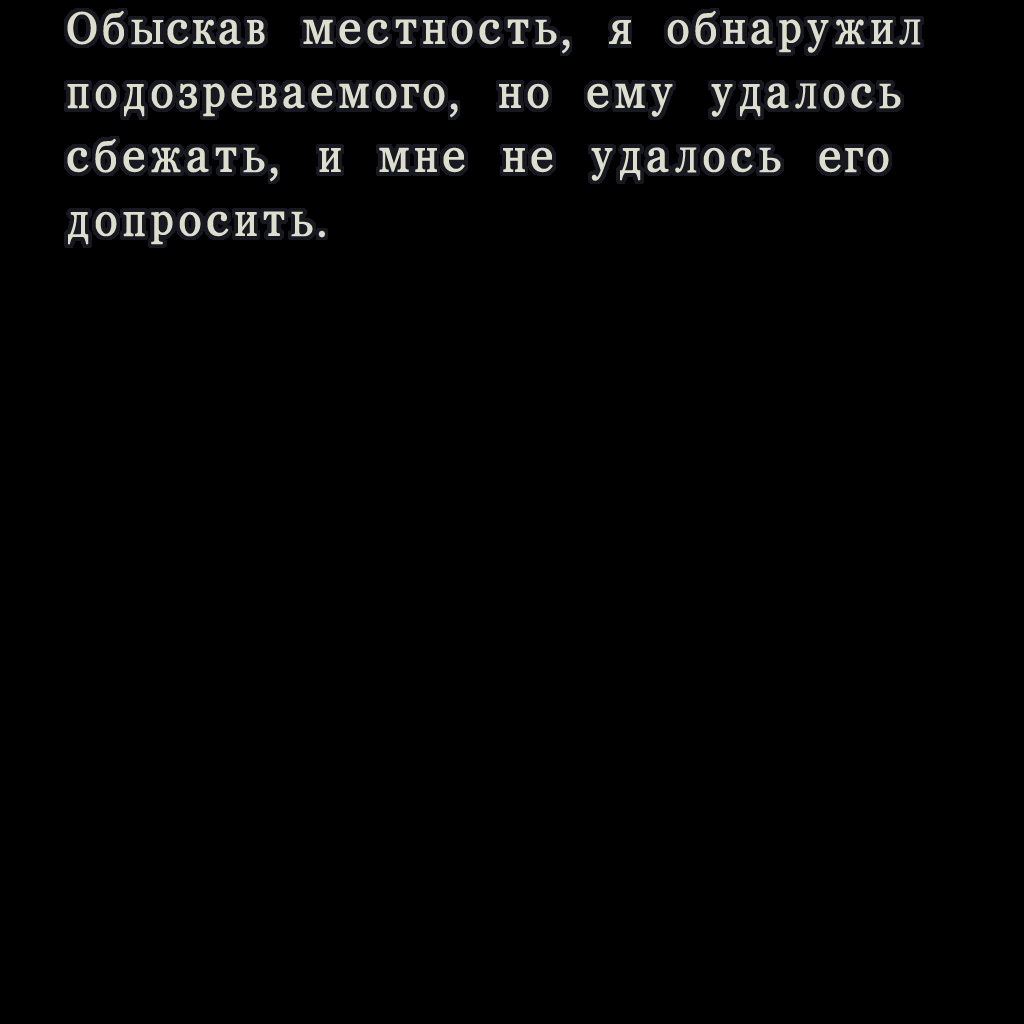 Обыскав местность, я обнаружил
подозреваемого, но ему удалось
сбежать, и мне не удалось его
допросить.